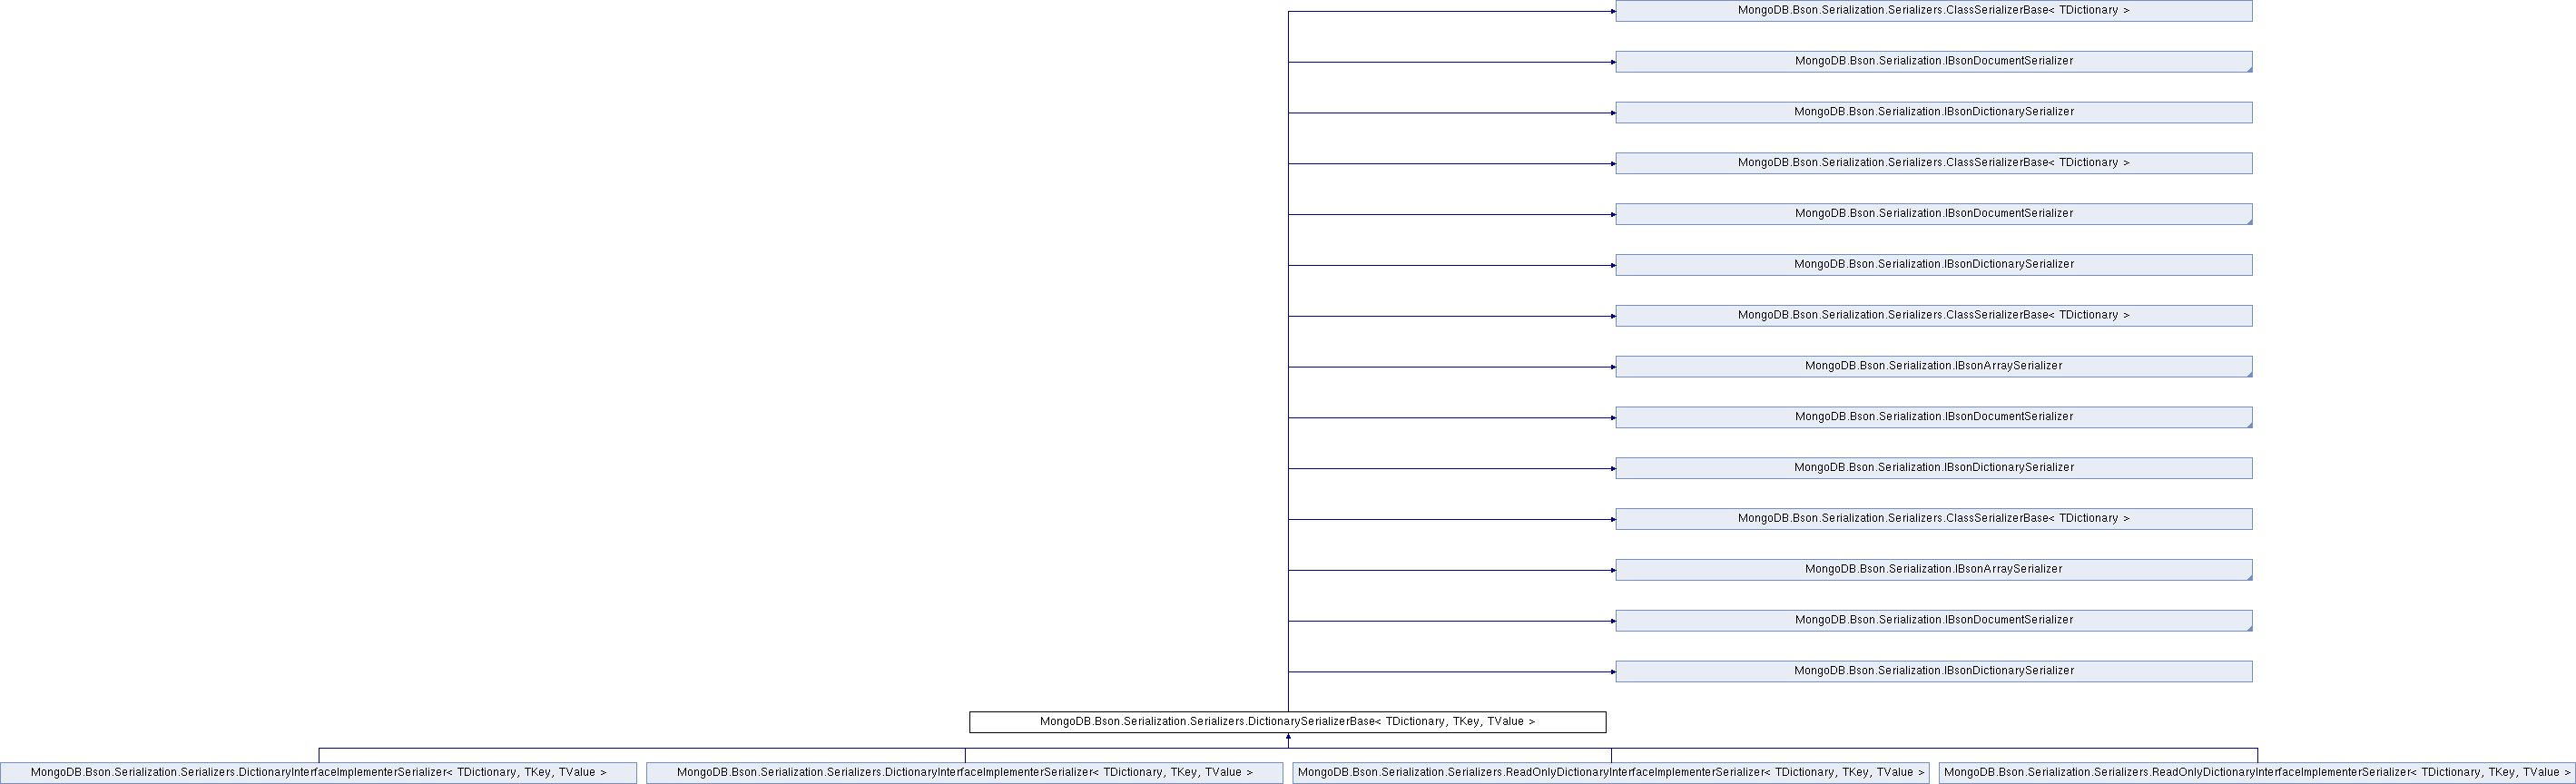 MongoDB.Bson.Serialization.Serializers.ClassSerializerBase< TDictionary >
MongoDB.Bson.Serialization.IBsonDocumentSerializer
MongoDB.Bson.Serialization.IBsonDictionarySerializer
MongoDB.Bson.Serialization.Serializers.ClassSerializerBase< TDictionary >
MongoDB.Bson.Serialization.IBsonDocumentSerializer
MongoDB.Bson.Serialization.IBsonDictionarySerializer
MongoDB.Bson.Serialization.Serializers.ClassSerializerBase< TDictionary >
MongoDB.Bson.Serialization.IBsonArraySerializer
MongoDB.Bson.Serialization.IBsonDocumentSerializer
MongoDB.Bson.Serialization.IBsonDictionarySerializer
MongoDB.Bson.Serialization.Serializers.ClassSerializerBase< TDictionary >
MongoDB.Bson.Serialization.IBsonArraySerializer
MongoDB.Bson.Serialization.IBsonDocumentSerializer
MongoDB.Bson.Serialization.IBsonDictionarySerializer
MongoDB.Bson.Serialization.Serializers.DictionarySerializerBase< TDictionary, TKey, TValue >
MongoDB.Bson.Serialization.Serializers.DictionaryInterfaceImplementerSerializer< TDictionary, TKey, TValue >
MongoDB.Bson.Serialization.Serializers.DictionaryInterfaceImplementerSerializer< TDictionary, TKey, TValue >
MongoDB.Bson.Serialization.Serializers.ReadOnlyDictionaryInterfaceImplementerSerializer< TDictionary, TKey, TValue >
MongoDB.Bson.Serialization.Serializers.ReadOnlyDictionaryInterfaceImplementerSerializer< TDictionary, TKey, TValue >